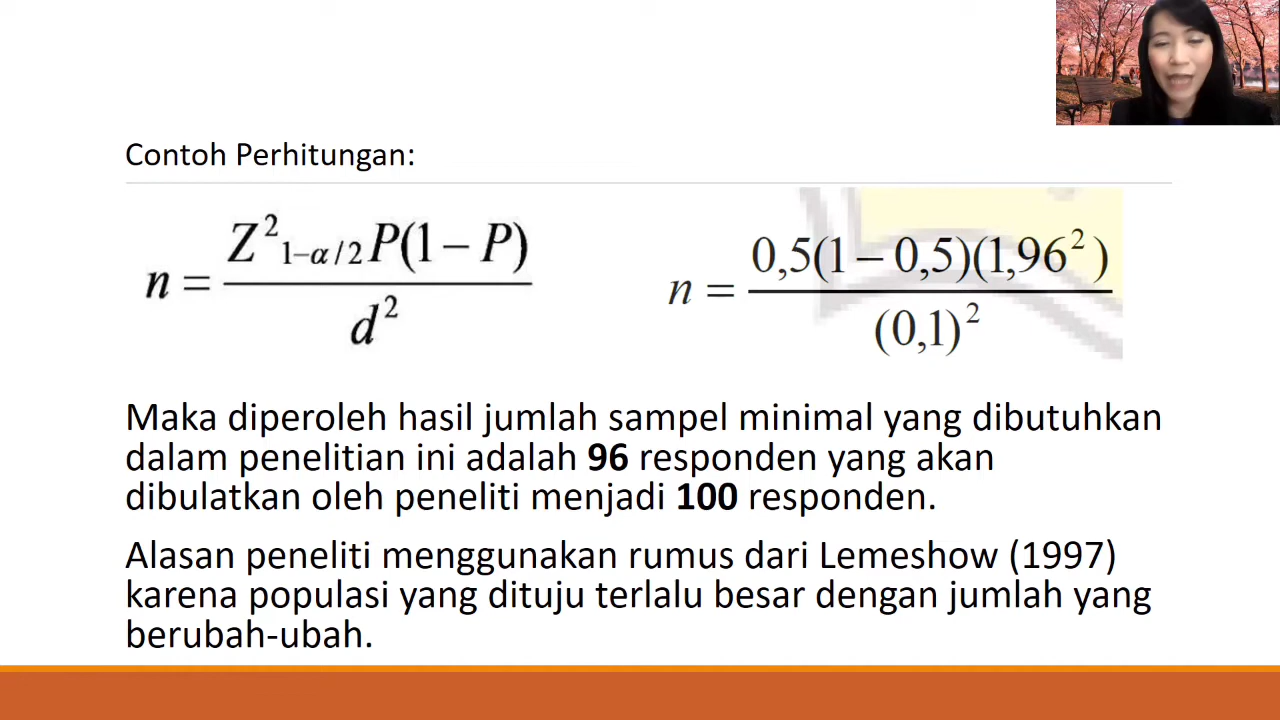 Contoh Perhitungan:
n = Z²₁₋α/₂ P(1 – P) / d²
n = 0,5(1 – 0,5)(1,96²) / (0,1)²
Maka diperoleh hasil jumlah sampel minimal yang dibutuhkan
dalam penelitian ini adalah 96 responden yang akan
dibulatkan oleh peneliti menjadi 100 responden.
Alasan peneliti menggunakan rumus dari Lemeshow (1997)
karena populasi yang dituju terlalu besar dengan jumlah yang
berubah-ubah.